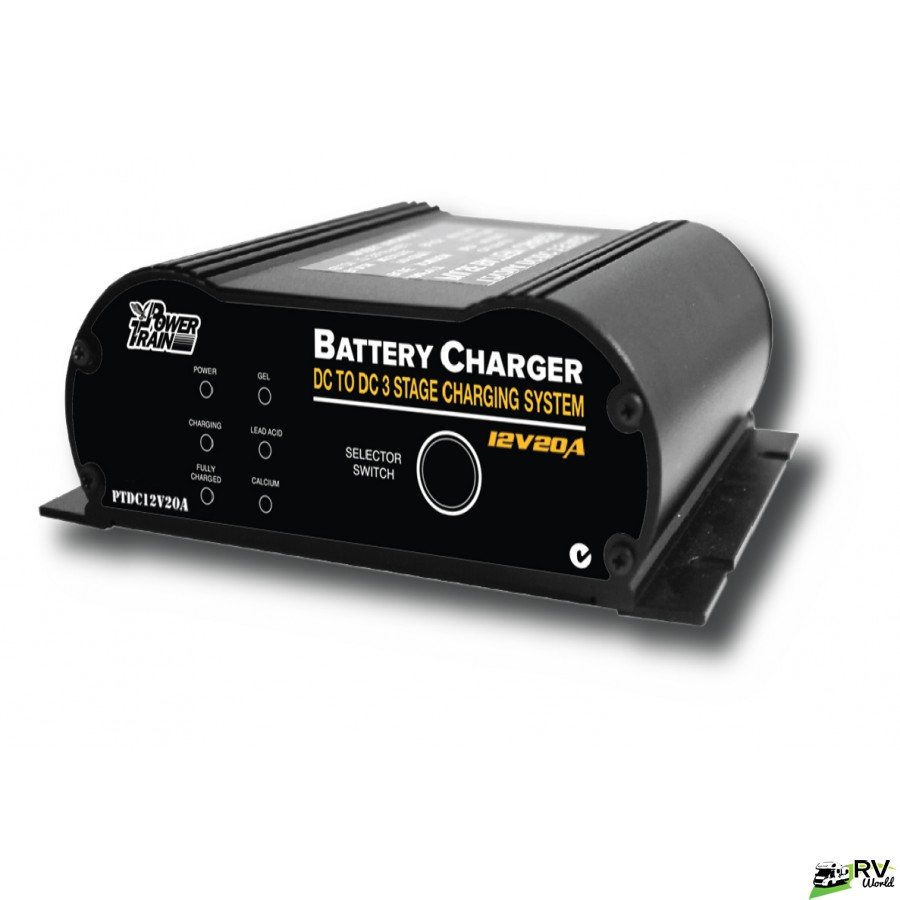 POWER
TRAIN
BATTERY CHARGER
DC TO DC 3 STAGE CHARGING SYSTEM
12V20A
POWER
GEL
CHARGING
LEAD ACID
FULLY
CHARGED
CALCIUM
SELECTOR
SWITCH
PTDC12V20A
RV
World